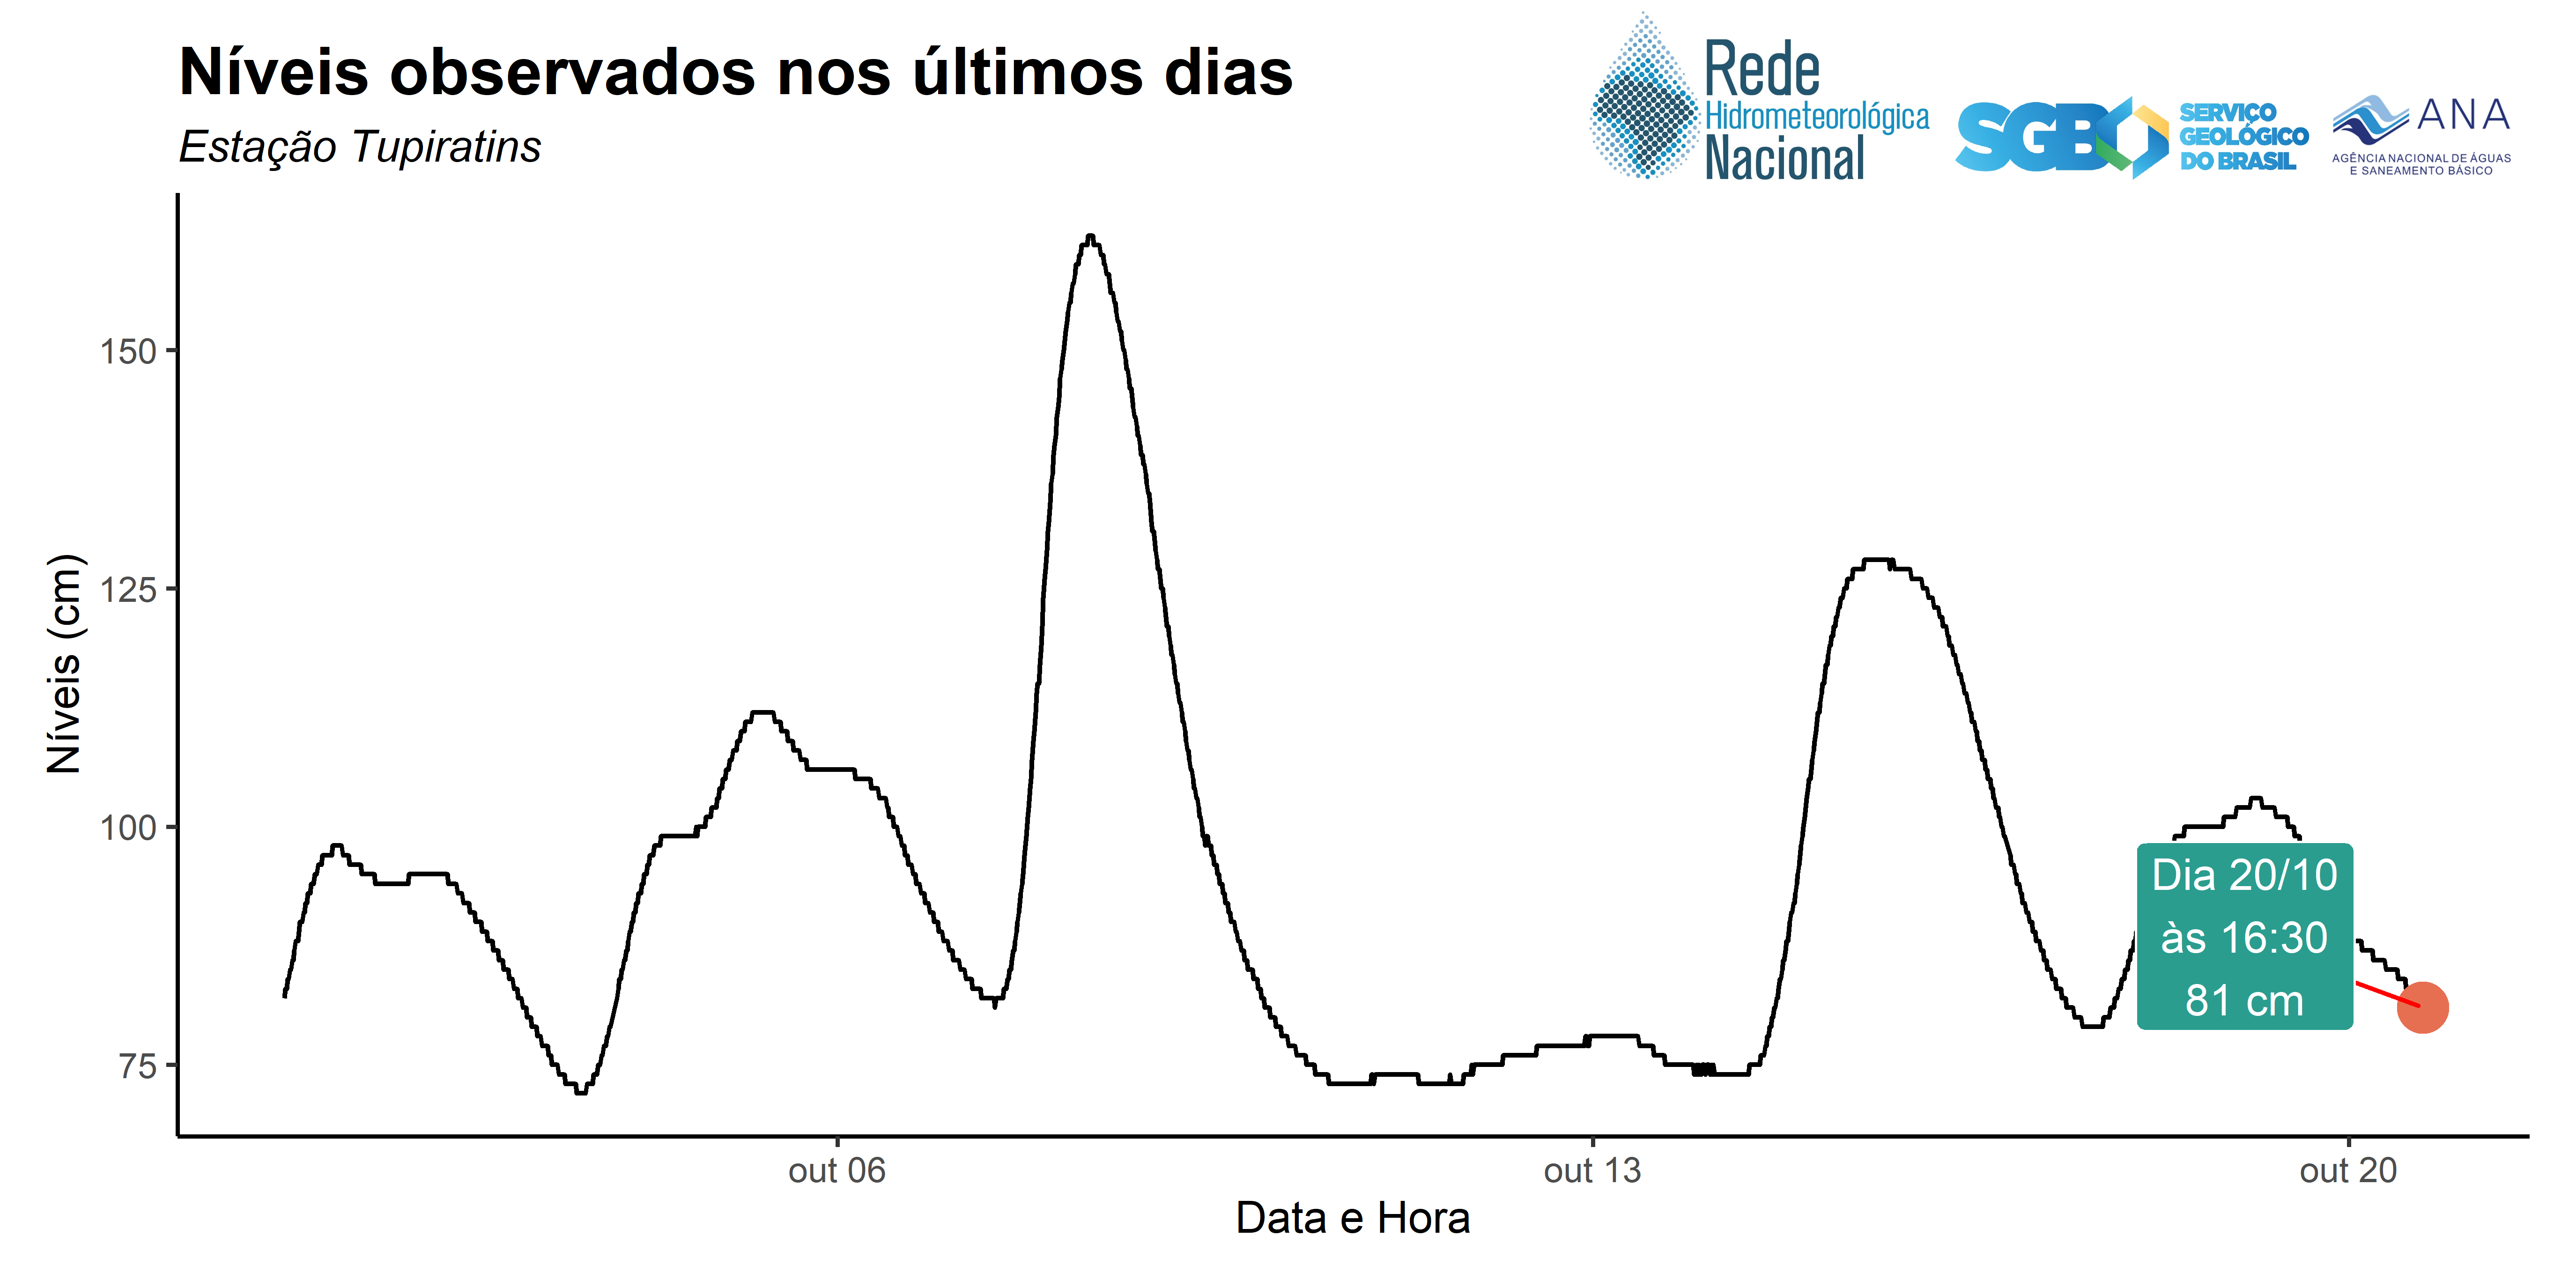 Níveis observados nos últimos dias
Estação Tupiratins
Rede
Hidrometeorológica
Nacional
SGB
SERVIÇO
GEOLÓGICO
DO BRASIL
ANA
AGÊNCIA NACIONAL DE ÁGUAS
E SANEAMENTO BÁSICO
Níveis (cm)
150
125
100
75
Dia 20/10
às 16:30
81 cm
out 06
out 13
out 20
Data e Hora